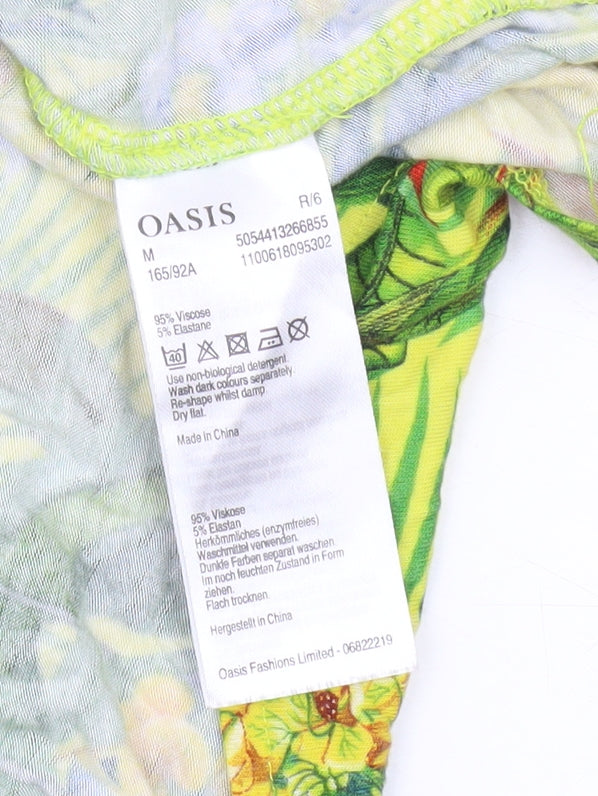 OASIS R/6
M 5054413266855
165/92A 1100618095302
95% Viscose
5% Elastane
40
Use non-biological detergent.
Wash dark colours separately.
Re-shape whilst damp.
Dry flat.
Made in China
95% Viskose
5% Elastan
Herkömmliches (enzymfreies)
Waschmittel verwenden.
Dunkle Farben separat waschen
Im noch feuchten Zustand in Form
ziehen.
Flach trocknen.
Hergestellt in China
Oasis Fashions Limited - 06822219